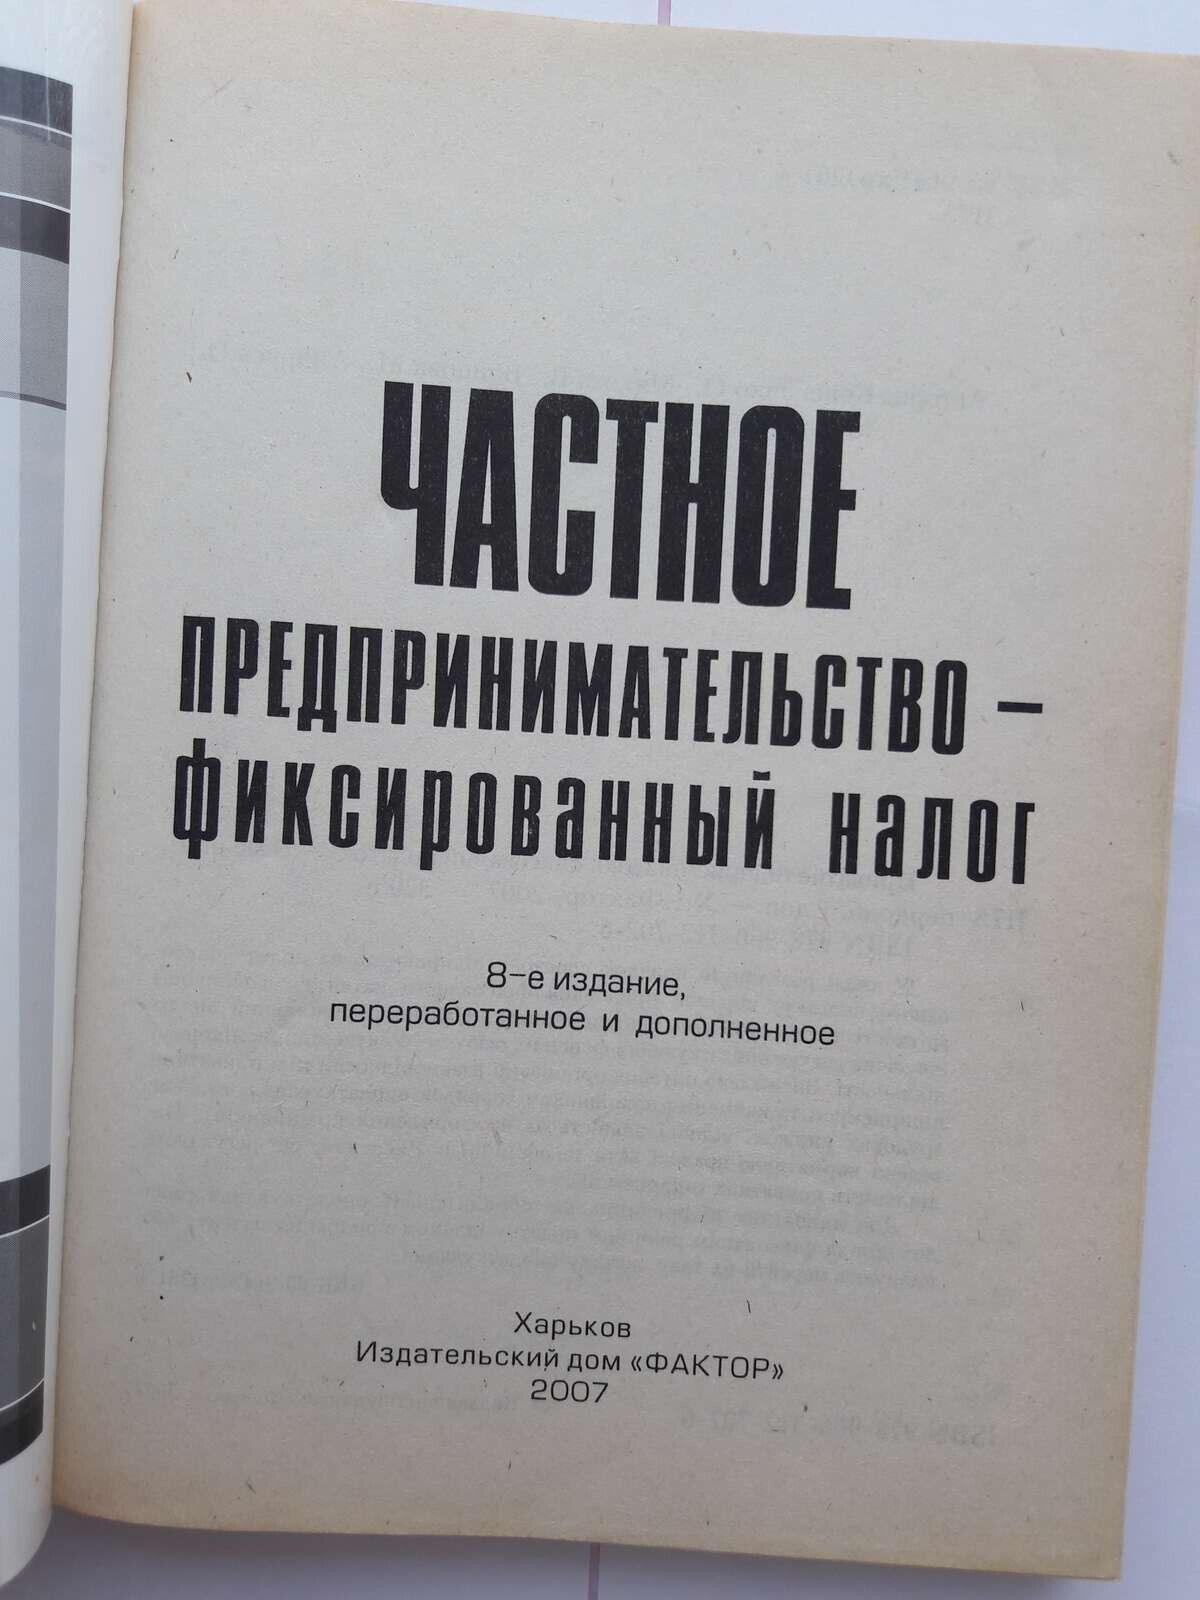 ЧАСТНОЕ
ПРЕДПРИНИМАТЕЛЬСТВО –
фиксированный налог
8-е издание,
переработанное и дополненное
Харьков
Издательский дом «ФАКТОР»
2007